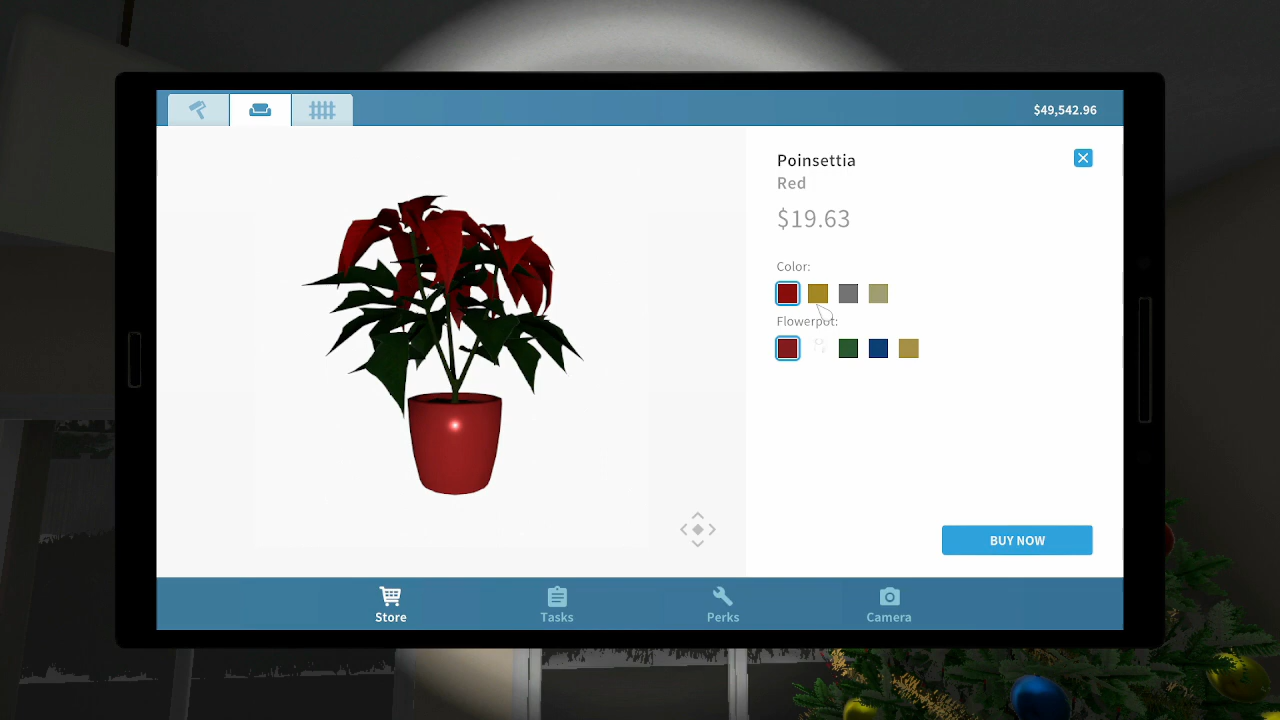 $49,542.96
Poinsettia
Red
$19.63
Color:
Flowerpot:
BUY NOW
Store
Tasks
Perks
Camera